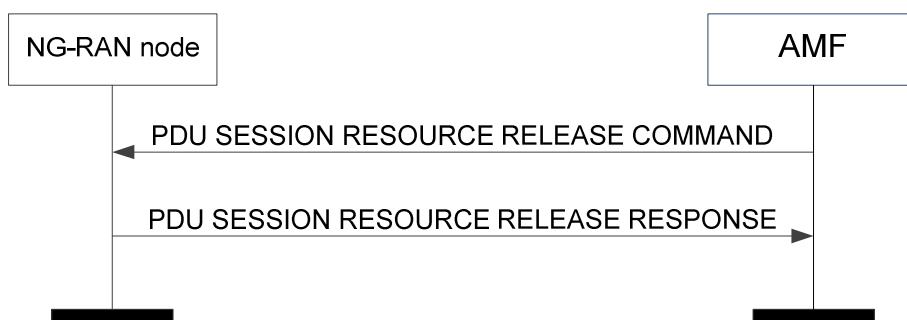 NG-RAN node
AMF
PDU SESSION RESOURCE RELEASE COMMAND
PDU SESSION RESOURCE RELEASE RESPONSE